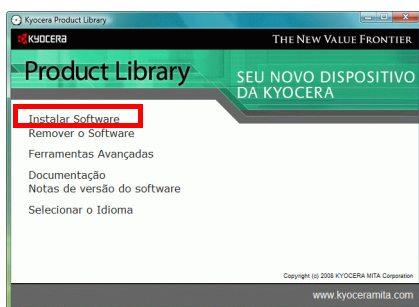 Kyocera Product Library
KYOCERA
THE NEW VALUE FRONTIER
Product Library
SEU NOVO DISPOSITIVO
DA KYOCERA
Instalar Software
Remover o Software
Ferramentas Avançadas
Documentação
Notas de versão do software
Selecionar o Idioma
Copyright (c) 2008 KYOCERA MITA Corporation
www.kyoceramita.com